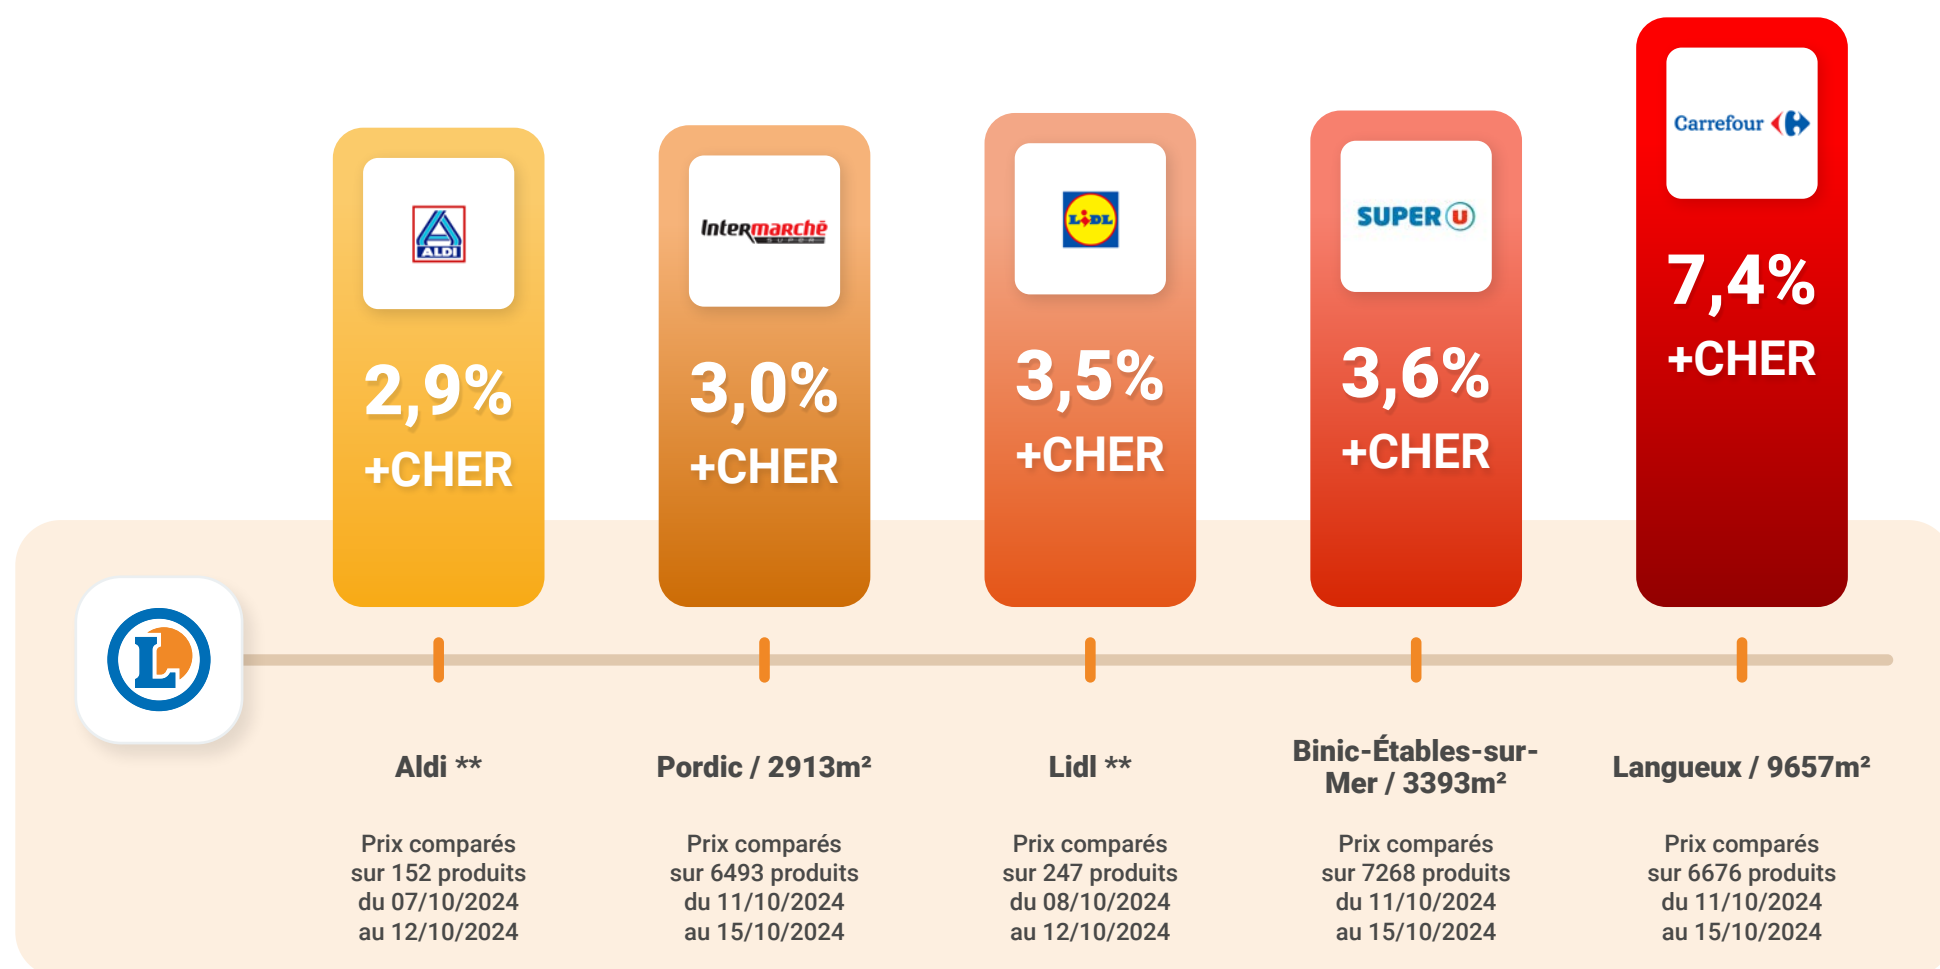 ALDI
2,9%
+CHER
Intermarchē
SUPER
3,0%
+CHER
LiDL
3,5%
+CHER
SUPER U
3,6%
+CHER
Carrefour
7,4%
+CHER
L
Aldi **
Prix comparés
sur 152 produits
du 07/10/2024
au 12/10/2024
Pordic / 2913m²
Prix comparés
sur 6493 produits
du 11/10/2024
au 15/10/2024
Lidl **
Prix comparés
sur 247 produits
du 08/10/2024
au 12/10/2024
Binic-Étables-sur-
Mer / 3393m²
Prix comparés
sur 7268 produits
du 11/10/2024
au 15/10/2024
Langueux / 9657m²
Prix comparés
sur 6676 produits
du 11/10/2024
au 15/10/2024